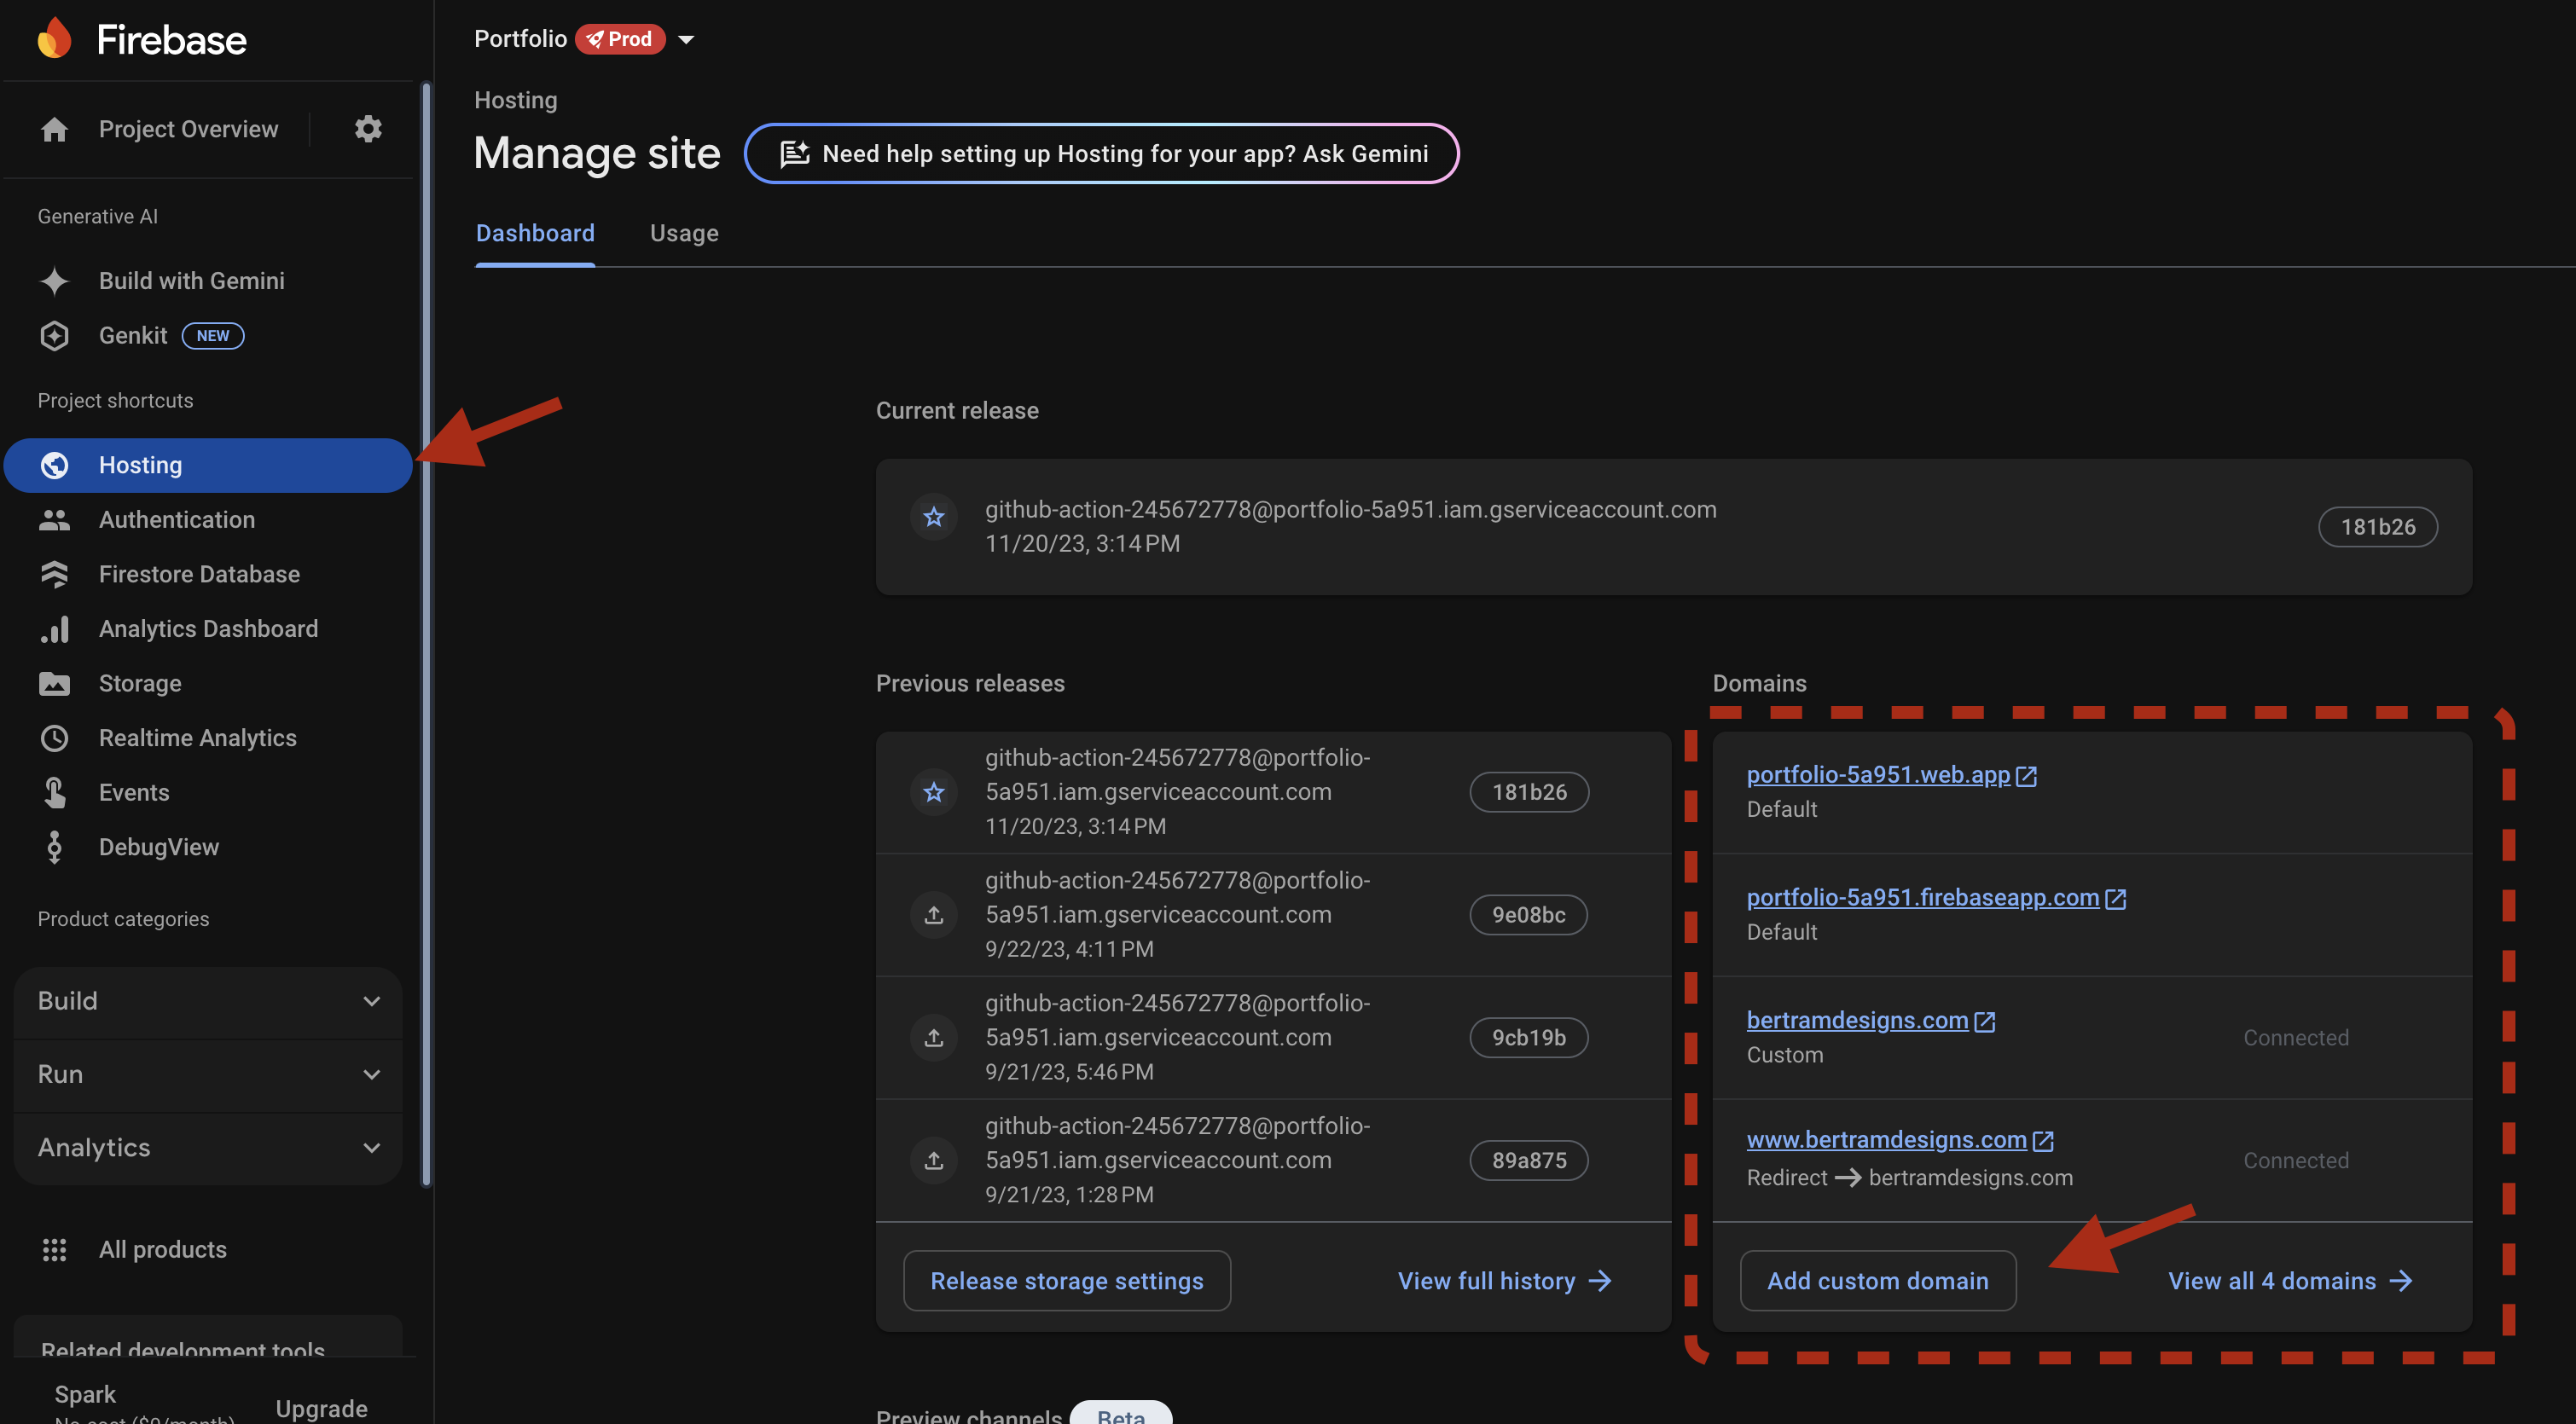 Firebase
Project Overview
Generative AI
Build with Gemini
Genkit NEW
Project shortcuts
Hosting
Authentication
Firestore Database
Analytics Dashboard
Storage
Realtime Analytics
Events
DebugView
Product categories
Build
Run
Analytics
All products
Related development tools
Spark
No cost ($0/month)
Upgrade
Portfolio Prod
Hosting
Manage site
Need help setting up Hosting for your app? Ask Gemini
Dashboard Usage
Current release
github-action-245672778@portfolio-5a951.iam.gserviceaccount.com
11/20/23, 3:14 PM
181b26
Previous releases
github-action-245672778@portfolio-
5a951.iam.gserviceaccount.com
11/20/23, 3:14 PM
181b26
github-action-245672778@portfolio-
5a951.iam.gserviceaccount.com
9/22/23, 4:11 PM
9e08bc
github-action-245672778@portfolio-
5a951.iam.gserviceaccount.com
9/21/23, 5:46 PM
9cb19b
github-action-245672778@portfolio-
5a951.iam.gserviceaccount.com
9/21/23, 1:28 PM
89a875
Release storage settings
View full history
Domains
portfolio-5a951.web.app
Default
portfolio-5a951.firebaseapp.com
Default
bertramdesigns.com
Custom
Connected
www.bertramdesigns.com
Redirect → bertramdesigns.com
Connected
Add custom domain
View all 4 domains
Preview channels Beta